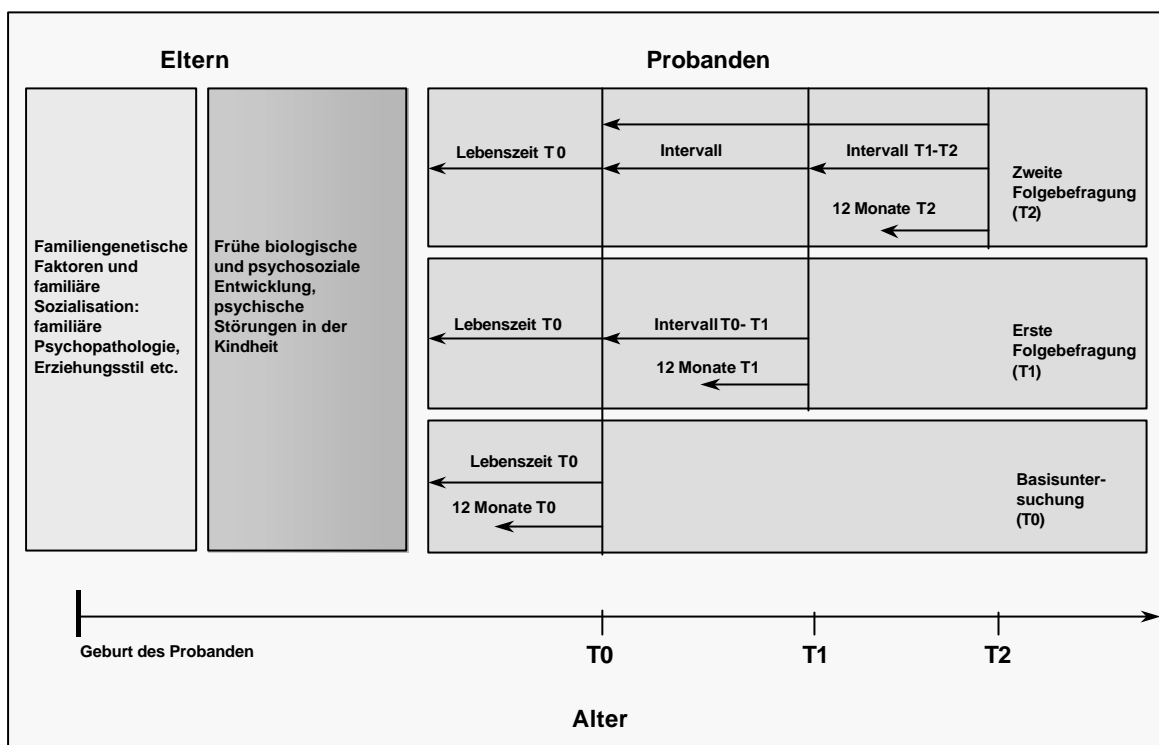 Eltern
Probanden
Familiengenetische
Faktoren und
familiäre
Sozialisation:
familiäre
Psychopathologie,
Erziehungsstil etc.
Frühe biologische
und psychosoziale
Entwicklung,
psychische
Störungen in der
Kindheit
Lebenszeit T0
Intervall
Intervall T1-T2
12 Monate T2
Zweite
Folgebefragung
(T2)
Lebenszeit T0
Intervall T0- T1
12 Monate T1
Erste
Folgebefragung
(T1)
Lebenszeit T0
12 Monate T0
Basisunter-
suchung
(T0)
Geburt des Probanden
T0
T1
T2
Alter